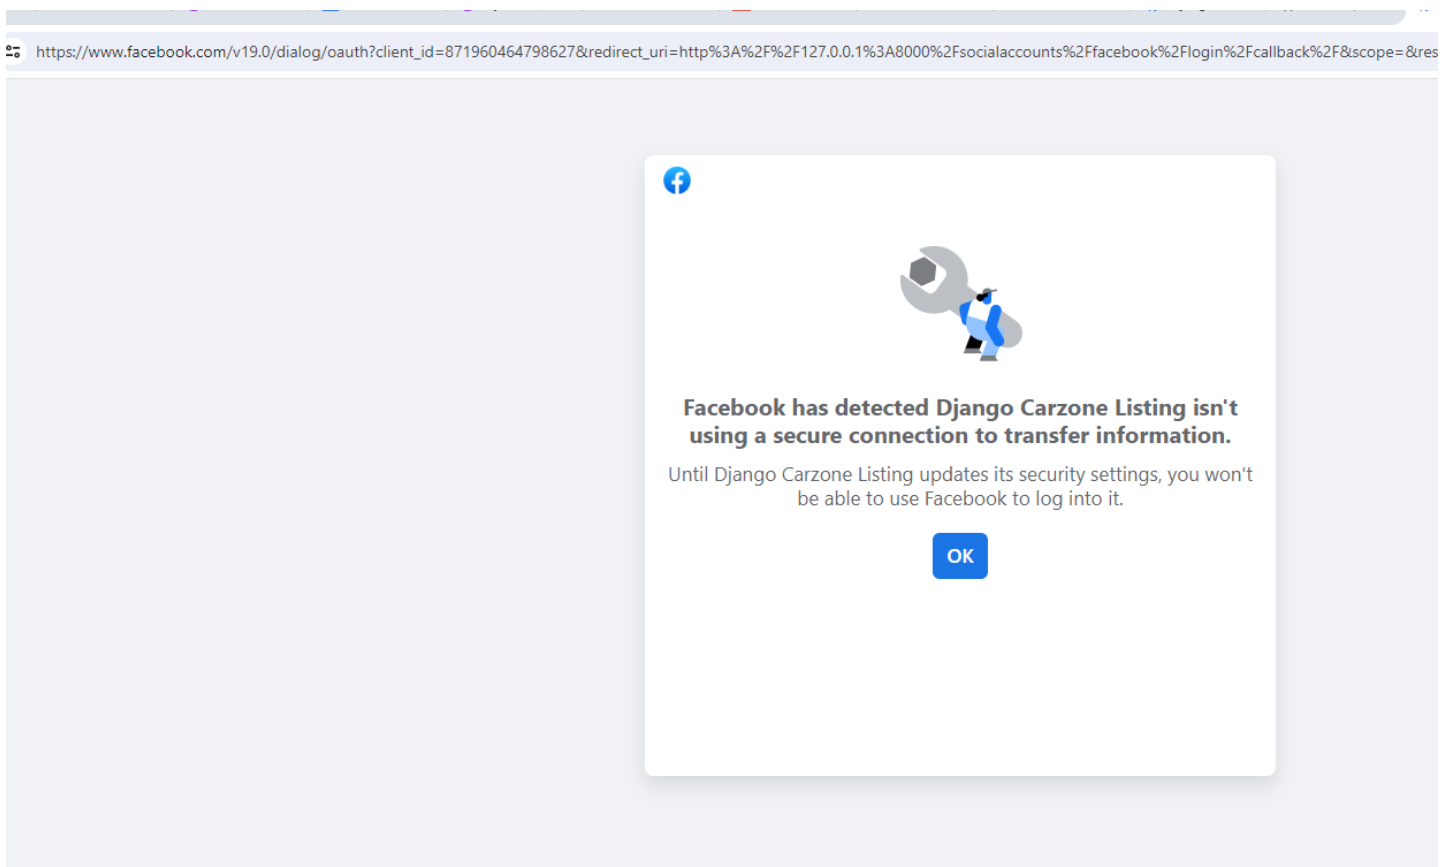 https://www.facebook.com/v19.0/dialog/oauth?client_id=871960464798627&redirect_uri=http%3A%2F%2F127.0.0.1%3A8000%2Fsocialaccounts%2Ffacebook%2Flogin%2Fcallback%2F&scope=&res
Facebook has detected Django Carzone Listing isn't
using a secure connection to transfer information.
Until Django Carzone Listing updates its security settings, you won't
be able to use Facebook to log into it.
OK